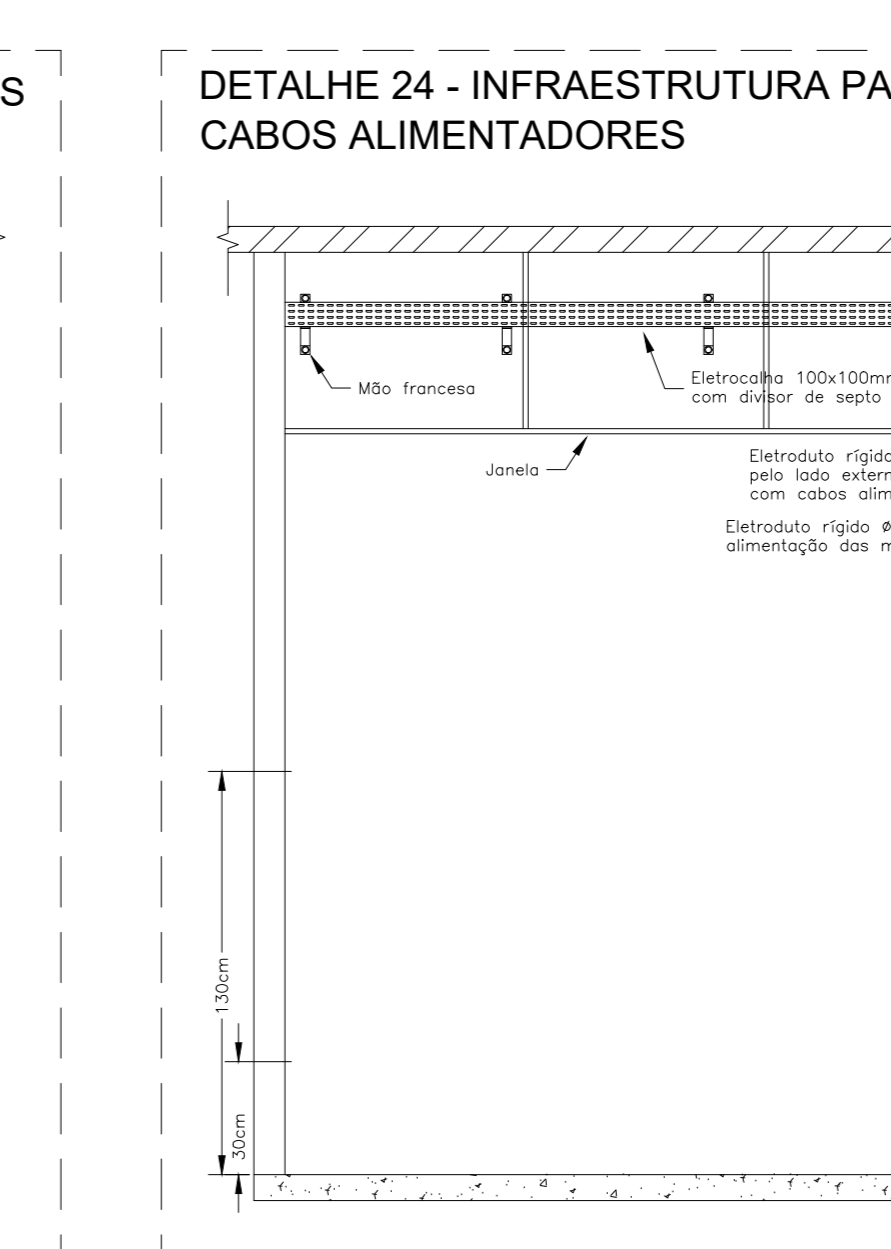 S
DETALHE 24 - INFRAESTRUTURA PA
CABOS ALIMENTADORES
Mão francesa
Eletrocalha 100x100mm
com divisor de septo
Janela
Eletroduto rígido
pelo lado extern
com cabos alim
Eletroduto rígido ø
alimentação das m
130cm
30cm